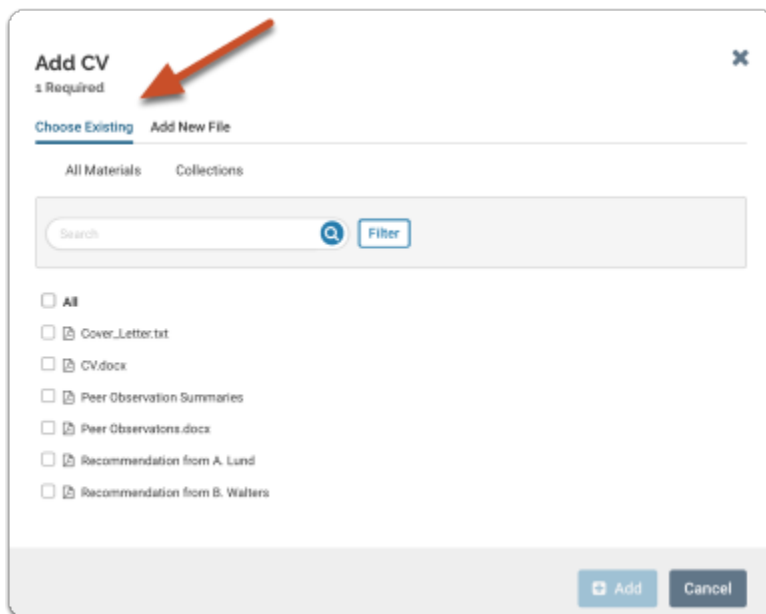 Add CV
1 Required
Choose Existing Add New File
All Materials Collections
Search Filter
All
Cover_Letter.txt
CV.docx
Peer Observation Summaries
Peer Observatons.docx
Recommendation from A. Lund
Recommendation from B. Walters
Add Cancel